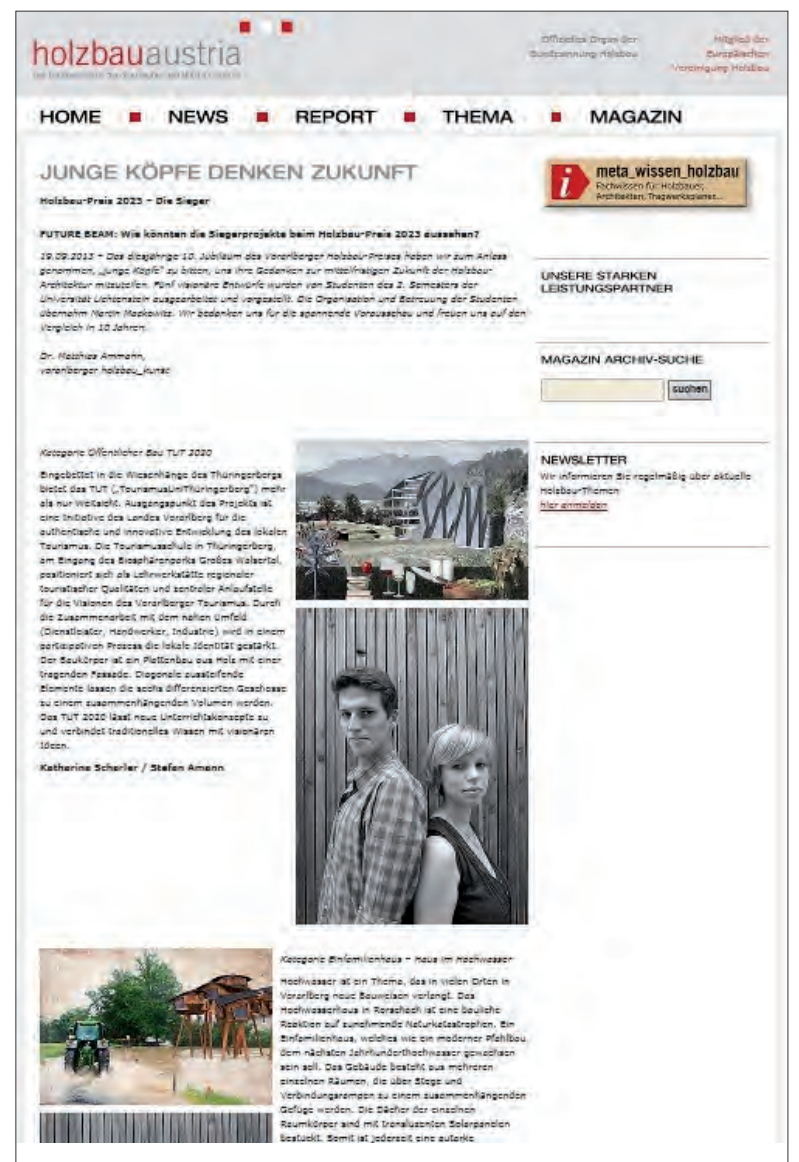 holzbauaustria
Offizielles Organ der
Bundesinnung Holzbau
Mitglied der
Europäischen
Vereinigung Holzbau
HOME NEWS REPORT THEMA MAGAZIN
JUNGE KÖPFE DENKEN ZUKUNFT
Holzbau-Preis 2023 – Die Sieger
FUTURE BEAM: Wie könnten die Siegerprojekte beim Holzbau-Preis 2023 aussehen?
19.09.2013 – Das diesjährige 10. Jubiläum des Vorarlberger Holzbau-Preises haben wir zum Anlass
genommen, „junge Köpfe" zu bitten, uns ihre Gedanken zur mittelfristigen Zukunft der Holzbau-
Architektur mitzuteilen. Fünf visionäre Entwürfe wurden von Studenten des 2. Semesters der
Universität Lichtenstein ausgearbeitet und vorgestellt. Die Organisation und Betreuung der Studenten
übernahm Martin Mackowitz. Wir bedanken uns für die spannende Vorausschau und freuen uns auf den
Vergleich in 10 Jahren.
Dr. Matthias Ammann,
vorarlberger holzbau_kunst
Kategorie Öffentlicher Bau TUT 2020
Eingebettet in die Wiesenhänge des Thüringerbergs
bietet das TUT („TourismusUniThüringerberg") mehr
als nur Weitsicht. Ausgangspunkt des Projekts ist
eine Initiative des Landes Vorarlberg für die
authentische und innovative Entwicklung des lokalen
Tourismus. Die Tourismusschule in Thüringerberg,
am Eingang des Biosphärenparks Großes Walsertal,
positioniert sich als Lehrwerkstätte regionaler
touristischer Qualitäten und zentraler Anlaufstelle
für die Visionen des Vorarlberger Tourismus. Durch
die Zusammenarbeit mit dem nahen Umfeld
(Dienstleister, Handwerker, Industrie) wird in einem
partizipativen Prozess die lokale Identität gestärkt.
Der Baukörper ist ein Plattenbau aus Holz mit einer
tragenden Fassade. Diagonale aussteifende
Elemente lassen die sechs differenzierten Geschosse
zu einem zusammenhängenden Volumen werden.
Das TUT 2020 lässt neue Unterrichtskonzepte zu
und verbindet traditionelles Wissen mit visionären
Ideen.
Katharina Scharler / Stefan Amann
Kategorie Einfamilienhaus – Haus im Hochwasser
Hochwasser ist ein Thema, das in vielen Orten in
Vorarlberg neue Bauweisen verlangt. Das
Hochwasserhaus in Rorschach ist eine bauliche
Reaktion auf zunehmende Naturkatastrophen. Ein
Einfamilienhaus, welches wie ein moderner Pfahlbau
dem nächsten Jahrhunderthochwasser gewachsen
sein soll. Das Gebäude besteht aus mehreren
einzelnen Räumen, die über Stege und
Verbindungsrampen zu einem zusammenhängenden
Gefüge werden. Die Dächer der einzelnen
Raumkörper sind mit transluzenten Solarpanelen
bestückt. Somit ist jederzeit eine autarke
meta_wissen_holzbau
Fachwissen für Holzbauer,
Architekten, Tragwerksplaner...
UNSERE STARKEN
LEISTUNGSPARTNER
MAGAZIN ARCHIV-SUCHE
suchen
NEWSLETTER
Wir informieren Sie regelmäßig über aktuelle
Holzbau-Themen
hier anmelden